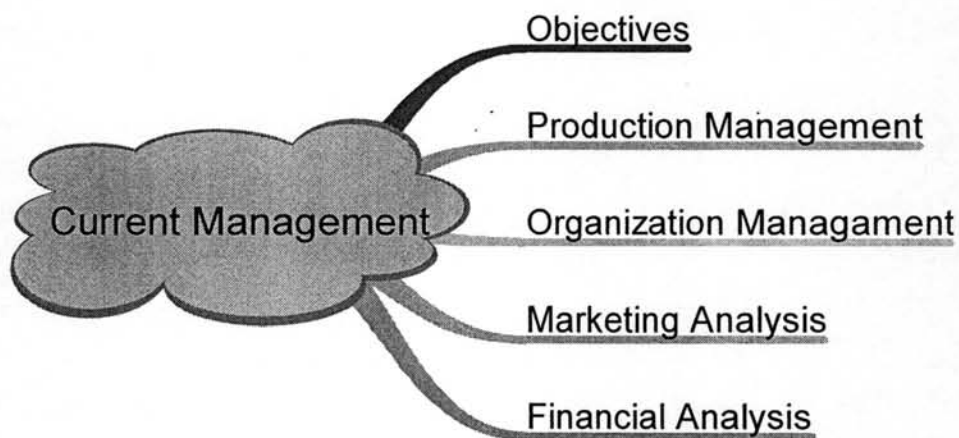 Objectives
Production Management
Current Management
Organization Managament
Marketing Analysis
Financial Analysis